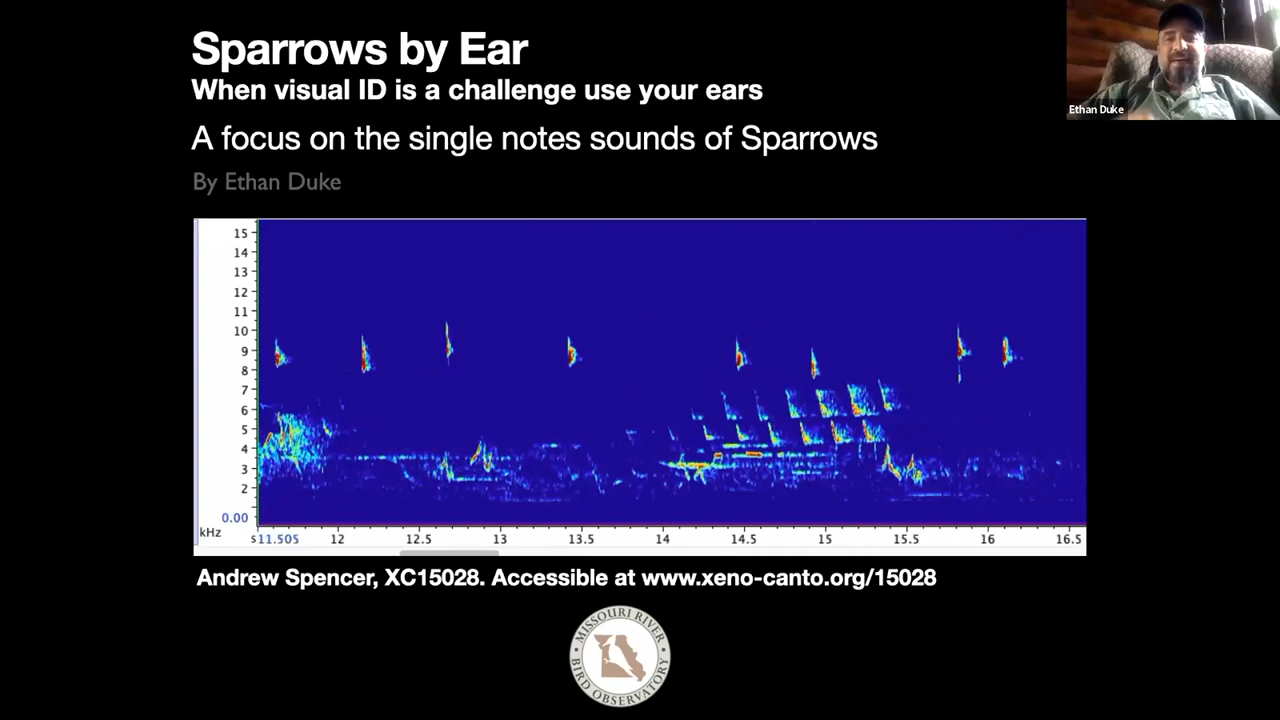 Sparrows by Ear
When visual ID is a challenge use your ears
A focus on the single notes sounds of Sparrows
By Ethan Duke
Ethan Duke
15
14
13
12
11
10
9
8
7
6
5
4
3
2
0.00
kHz
s 11.505 12 12.5 13 13.5 14 14.5 15 15.5 16 16.5
Andrew Spencer, XC15028. Accessible at www.xeno-canto.org/15028
MISSOURI RIVER
BIRD OBSERVATORY